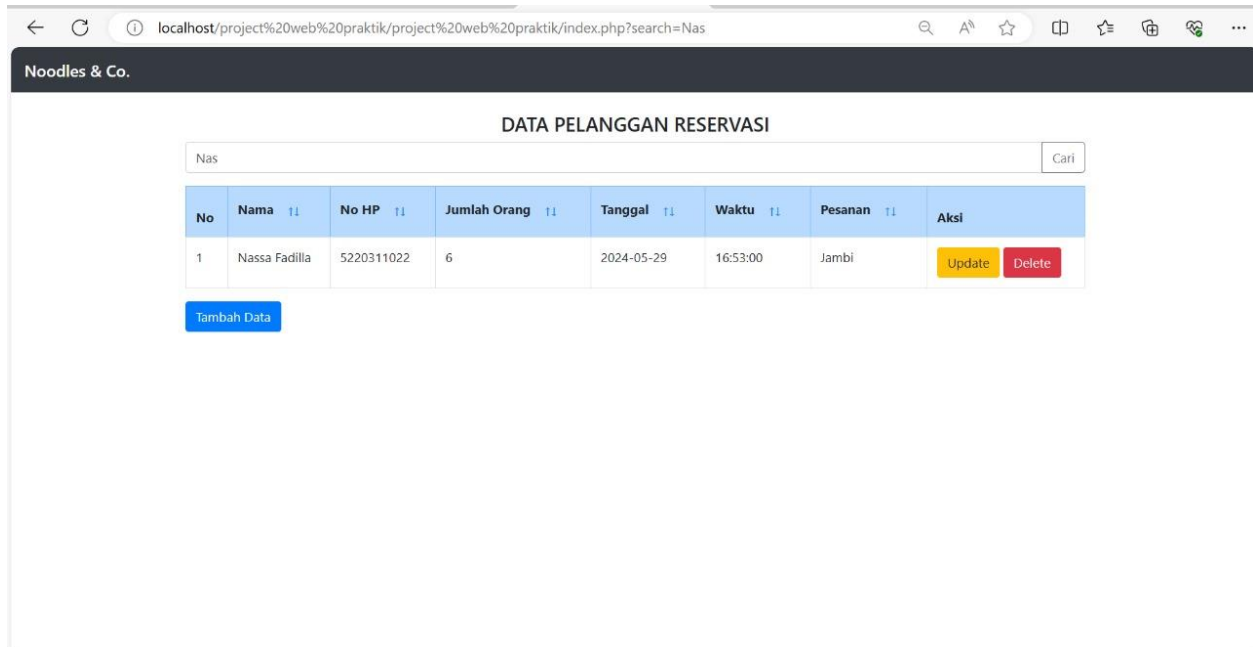 localhost/project%20web%20praktik/project%20web%20praktik/index.php?search=Nas
Noodles & Co.
DATA PELANGGAN RESERVASI
Nas Cari
No Nama ↑↓ No HP ↑↓ Jumlah Orang ↑↓ Tanggal ↑↓ Waktu ↑↓ Pesanan ↑↓ Aksi
1 Nassa Fadilla 5220311022 6 2024-05-29 16:53:00 Jambi Update Delete
Tambah Data